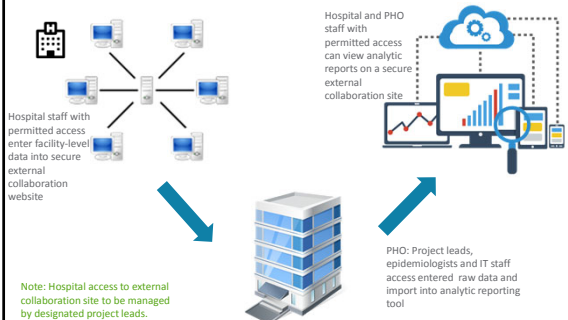 Hospital staff with
permitted access
enter facility-level
data into secure
external
collaboration
website
Hospital and PHO
staff with
permitted access
can view analytic
reports on a secure
external
collaboration site
PHO: Project leads,
epidemiologists and IT staff
access entered raw data and
import into analytic reporting
tool
Note: Hospital access to external
collaboration site to be managed
by designated project leads.